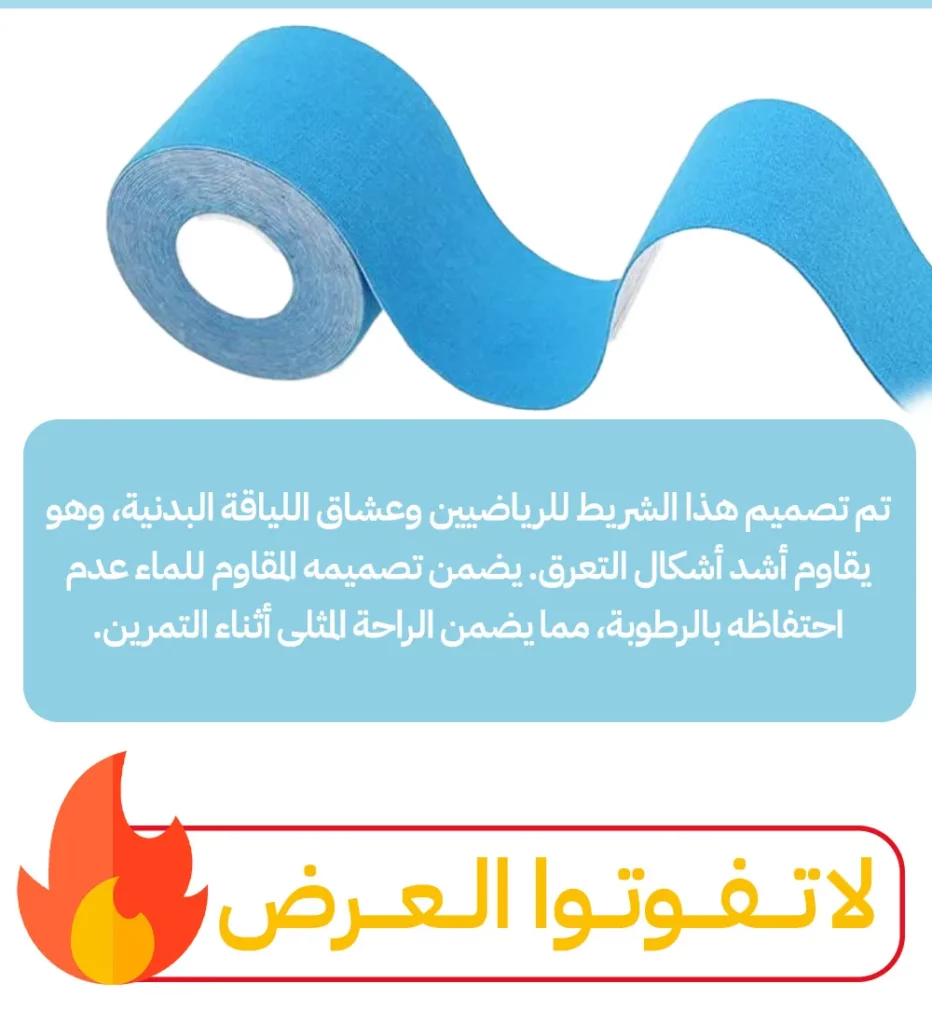 تم تصميم هذا الشريط للرياضيين وعشاق اللياقة البدنية، وهو
يقاوم أشد أشكال التعرق. يضمن تصميمه المقاوم للماء عدم
احتفاظه بالرطوبة، مما يضمن الراحة المثلى أثناء التمرين.
لاتـفـوتـوا الـعـرض